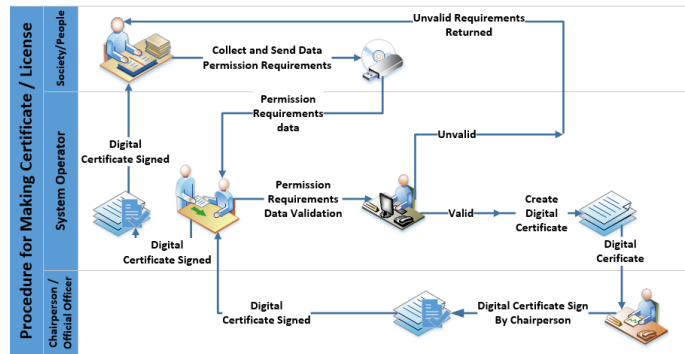 Procedure for Making Certificate / License
Society/People
System Operator
Chairperson /
Official Officer
Unvalid Requirements
Returned
Collect and Send Data
Permission Requirements
Permission
Requirements
data
Digital
Certificate Signed
Unvalid
Permission
Requirements
Data Validation
Valid
Create
Digital
Certificate
Digital
Certificate Signed
Digital
Cerificate
Digital
Certificate Signed
Digital Certificate Sign
By Chairperson